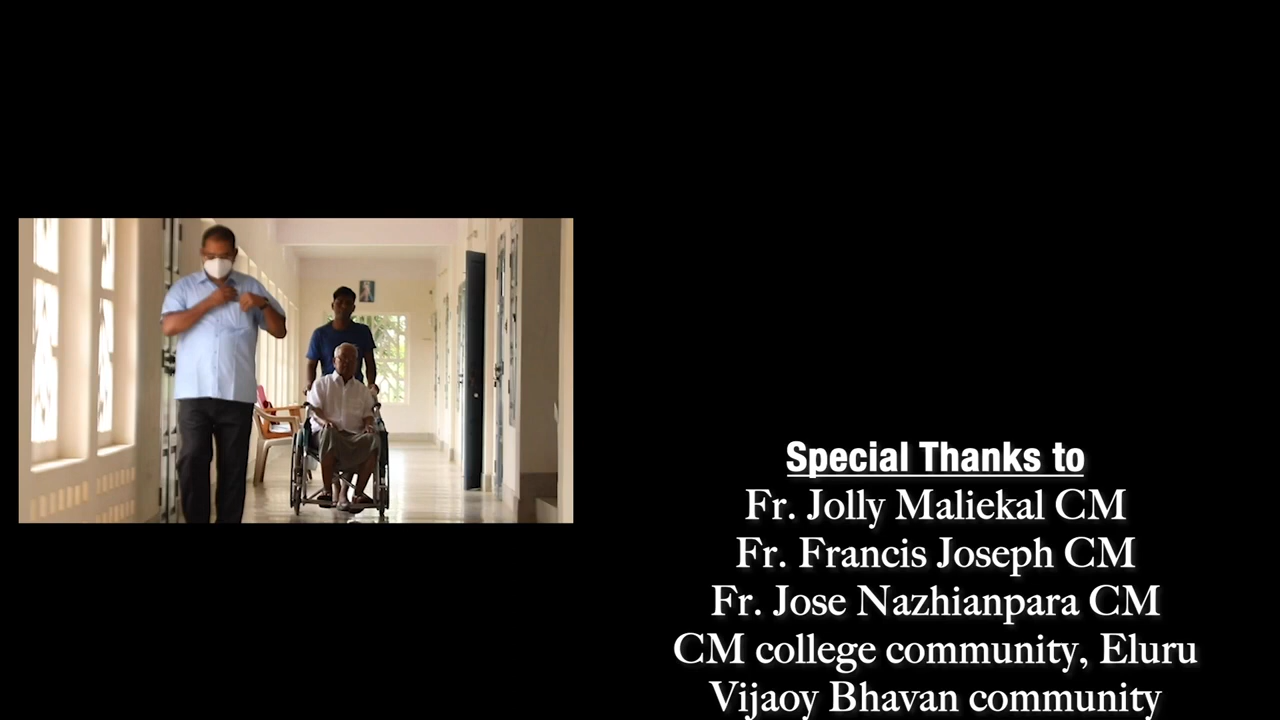 Special Thanks to
Fr. Jolly Maliekal CM
Fr. Francis Joseph CM
Fr. Jose Nazhianpara CM
CM college community, Eluru
Vijaoy Bhavan community